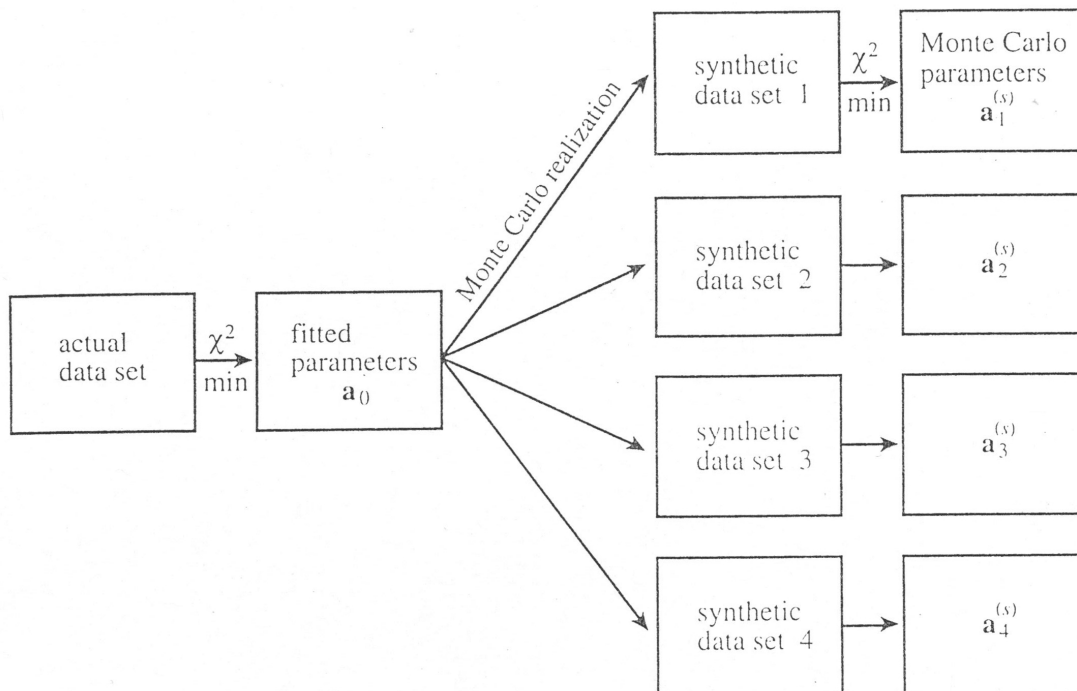 actual
data set
χ²
min
fitted
parameters
a₀
Monte Carlo realization
synthetic
data set 1
χ²
min
Monte Carlo
parameters
a₁⁽ˢ⁾
synthetic
data set 2
a₂⁽ˢ⁾
synthetic
data set 3
a₃⁽ˢ⁾
synthetic
data set 4
a₄⁽ˢ⁾